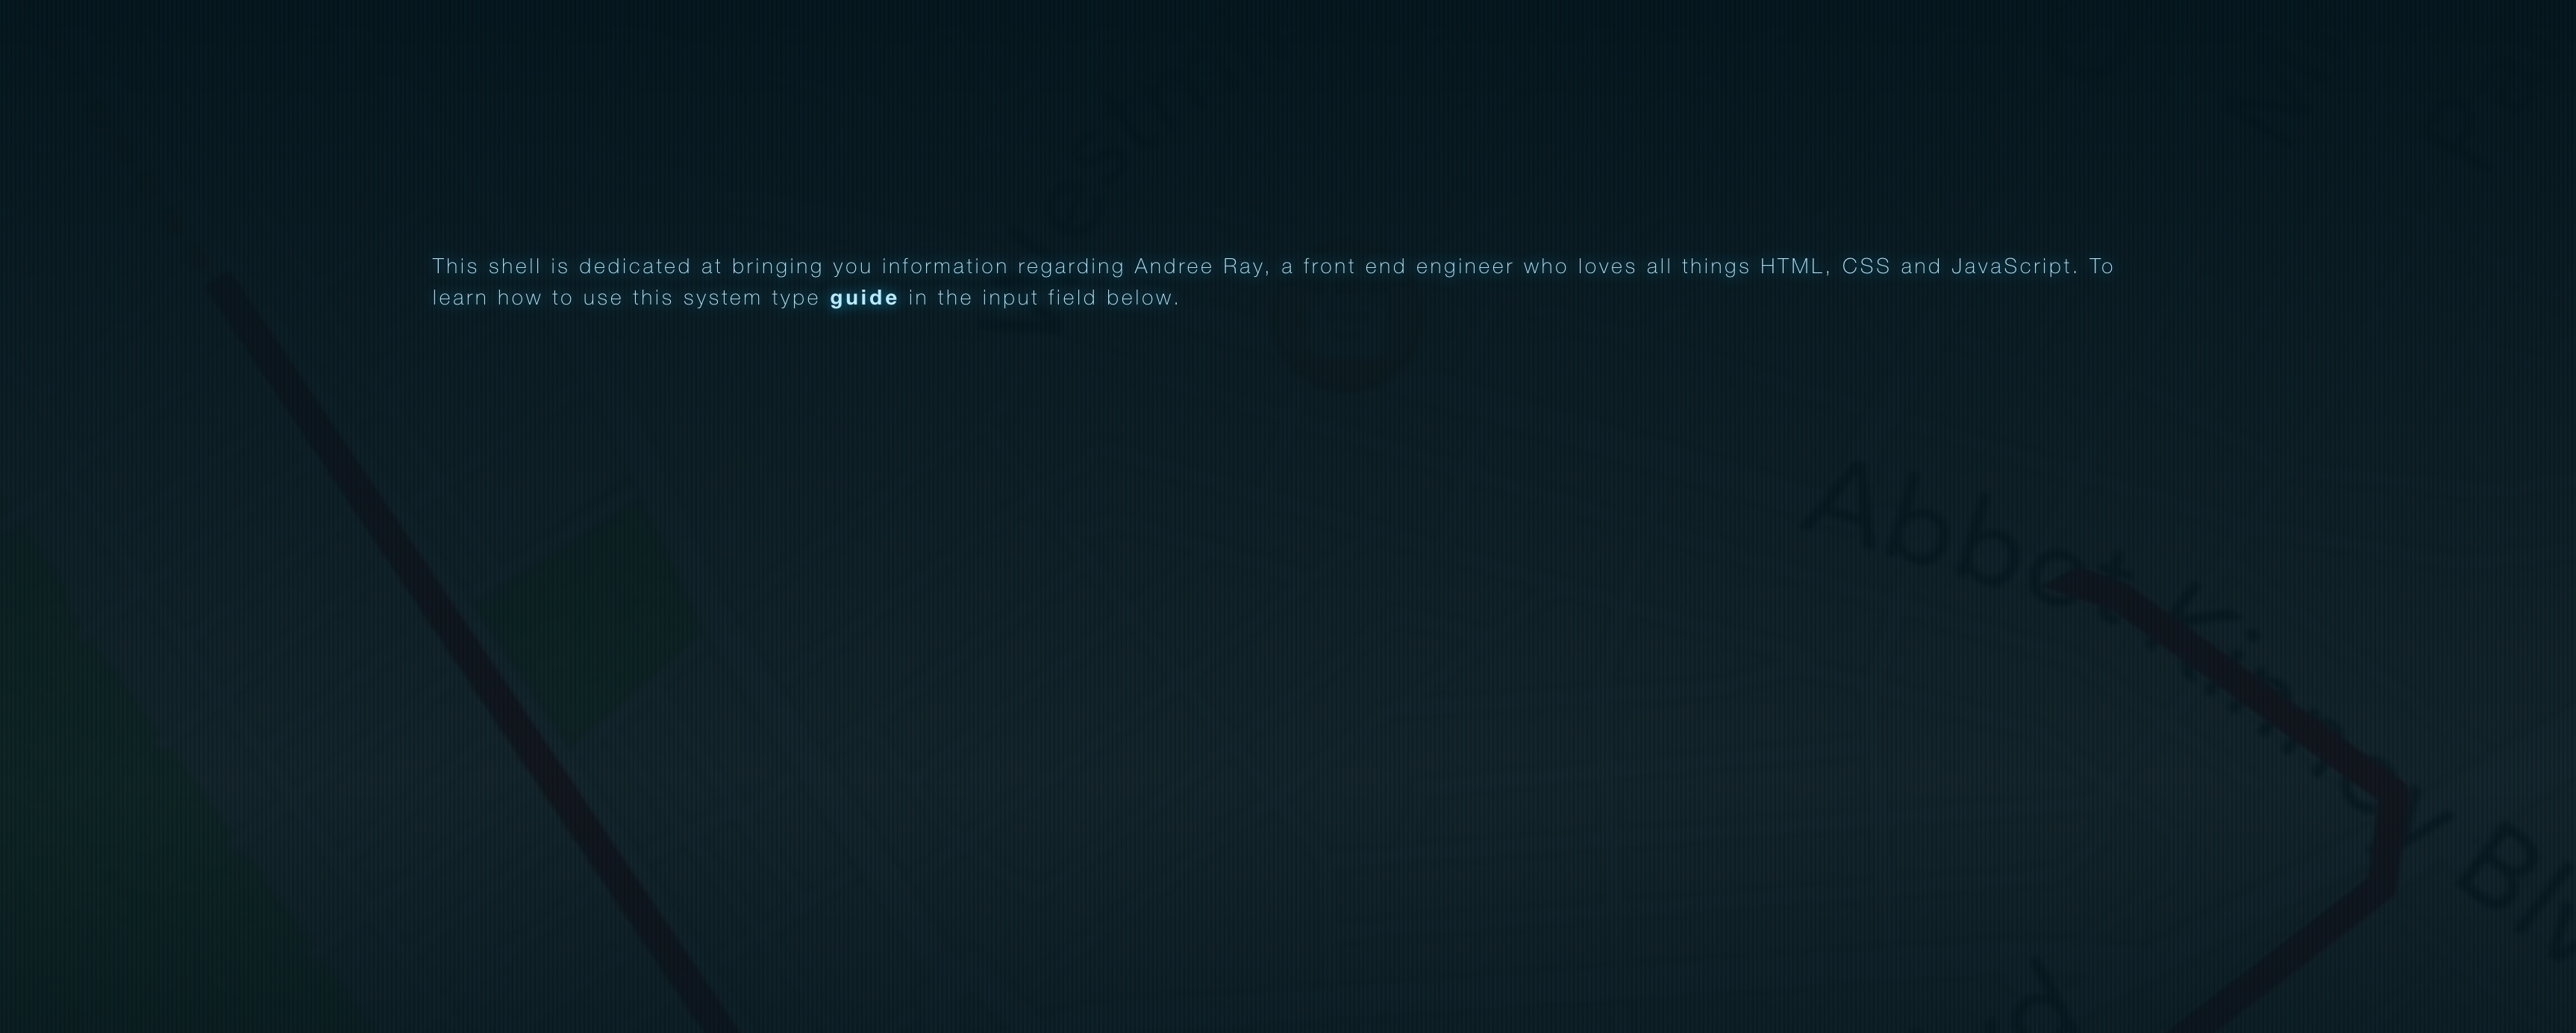 This shell is dedicated at bringing you information regarding Andree Ray, a front end engineer who loves all things HTML, CSS and JavaScript. To
learn how to use this system type guide in the input field below.
Abbot Kinney Blv